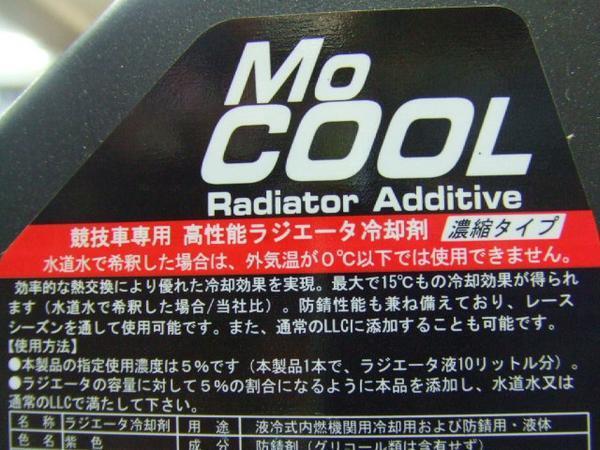 Mo
COOL
Radiator Additive
競技車専用 高性能ラジエータ冷却剤 濃縮タイプ
水道水で希釈した場合は、外気温が0℃以下では使用できません。
効率的な熱交換により優れた冷却効果を実現。最大で15℃もの冷却効果が得られ
ます（水道水で希釈した場合/当社比）。防錆性能も兼ね備えており、レース
シーズンを通して使用可能です。また、通常のLLCに添加することも可能です。
【使用方法】
●本製品の指定使用濃度は5%です（本製品1本で、ラジエータ液10リットル分）。
●ラジエータの容量に対して5%の割合になるように本品を添加し、水道水又は
通常のLLCで満たして下さい。
名 称 ラジエータ冷却剤 用 途 液冷式内燃機関用冷却用および防錆用・液体
色 名 紫 色 成 分 防錆剤（グリコール類は含有せず）